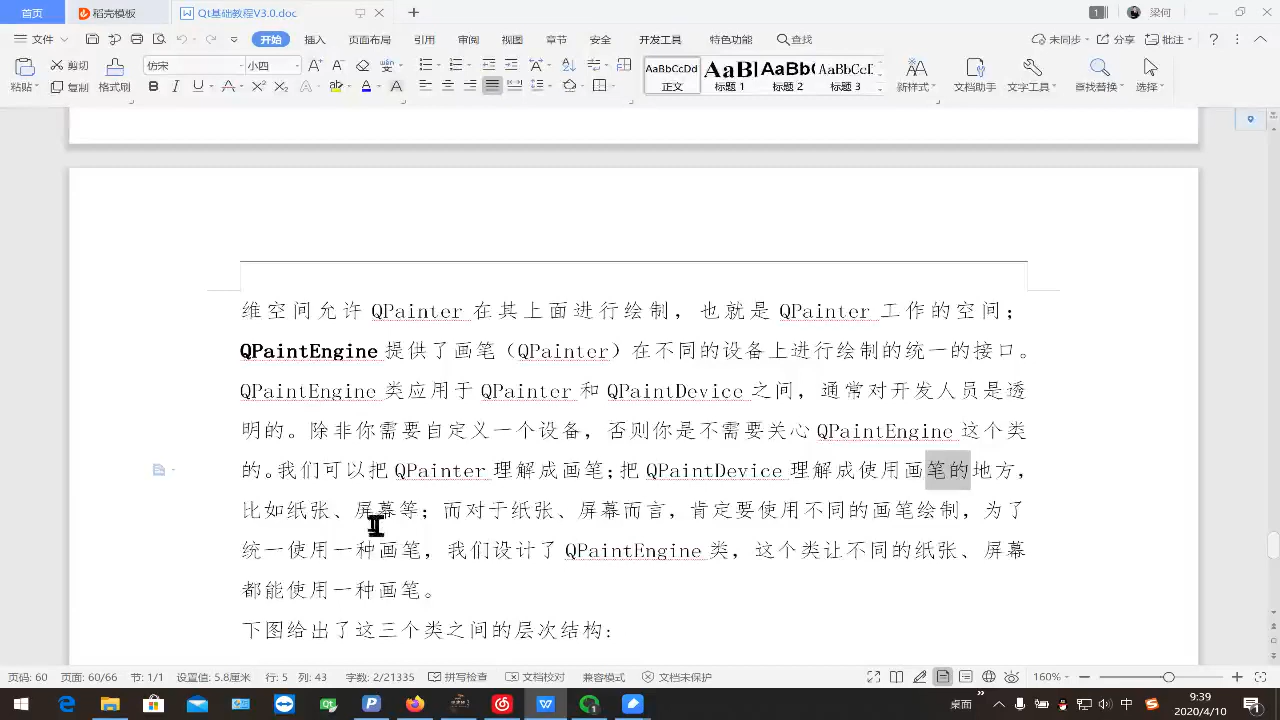 首页 稻壳模板 Qt基础教程V3.0.doc 1 梁何
文件 开始 插入 页面布局 引用 审阅 视图 章节 安全 开发工具 特色功能 查找 未同步 分享 批注
粘贴 剪切 复制 格式刷 仿宋 小四 AaBbCcDd 正文 AaBl 标题 1 AaBb( 标题 2 AaBbCcI 标题 3 新样式 文档助手 文字工具 查找替换 选择
维空间允许 QPainter 在其上面进行绘制，也就是 QPainter 工作的空间；
QPaintEngine 提供了画笔（QPainter）在不同的设备上进行绘制的统一的接口。
QPaintEngine 类应用于 QPainter 和 QPaintDevice 之间，通常对开发人员是透
明的。除非你需要自定义一个设备，否则你是不需要关心 QPaintEngine 这个类
的。我们可以把 QPainter 理解成画笔；把 QPaintDevice 理解成使用画笔的地方，
比如纸张、屏幕等；而对于纸张、屏幕而言，肯定要使用不同的画笔绘制，为了
统一使用一种画笔，我们设计了 QPaintEngine 类，这个类让不同的纸张、屏幕
都能使用一种画笔。
下图给出了这三个类之间的层次结构：
页码: 60 页面: 60/66 节: 1/1 设置值: 5.8厘米 行: 5 列: 43 字数: 2/21335 拼写检查 文档校对 兼容模式 文档未保护 160%
桌面 中 9:39
2020/4/10